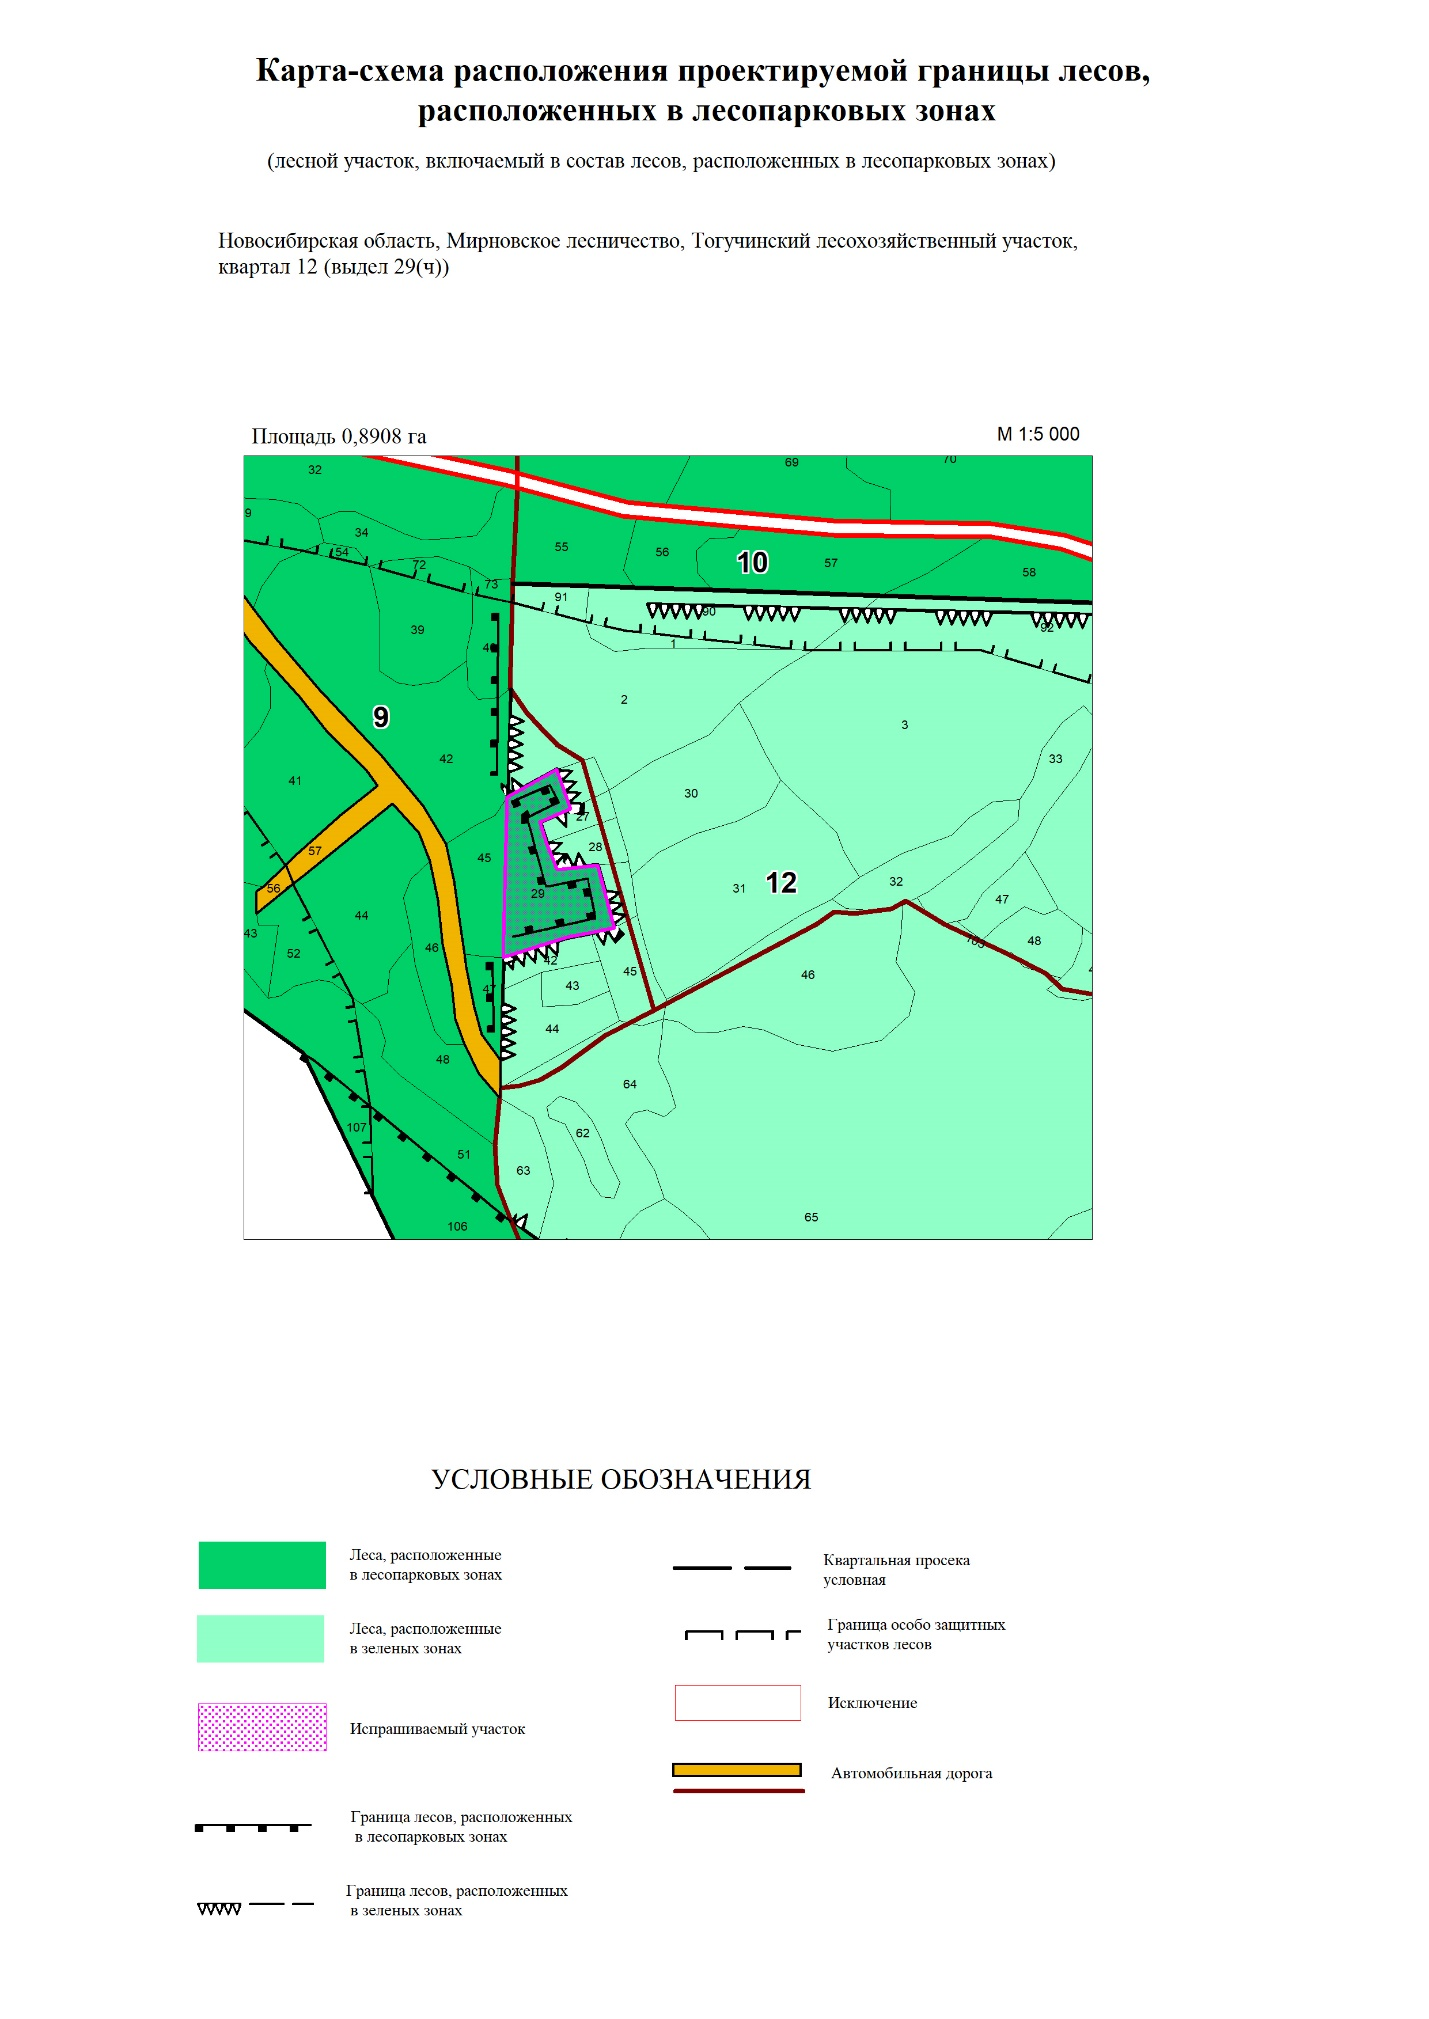 Карта-схема расположения проектируемой границы лесов,
расположенных в лесопарковых зонах
(лесной участок, включаемый в состав лесов, расположенных в лесопарковых зонах)
Новосибирская область, Мирновское лесничество, Тогучинский лесохозяйственный участок,
квартал 12 (выдел 29(ч))
Площадь 0,8908 га
М 1:5 000
32
69
70
9
34
54
72
73
55
56
10
57
58
91
90
92
39
1
2
3
9
42
41
33
30
27
28
57
45
29
31
12
32
56
44
47
43
52
46
48
42
45
46
47
43
44
48
64
107
62
51
63
106
65
УСЛОВНЫЕ ОБОЗНАЧЕНИЯ
Леса, расположенные
в лесопарковых зонах
Леса, расположенные
в зеленых зонах
Испрашиваемый участок
Граница лесов, расположенных
в лесопарковых зонах
Граница лесов, расположенных
в зеленых зонах
Квартальная просека
условная
Граница особо защитных
участков лесов
Исключение
Автомобильная дорога